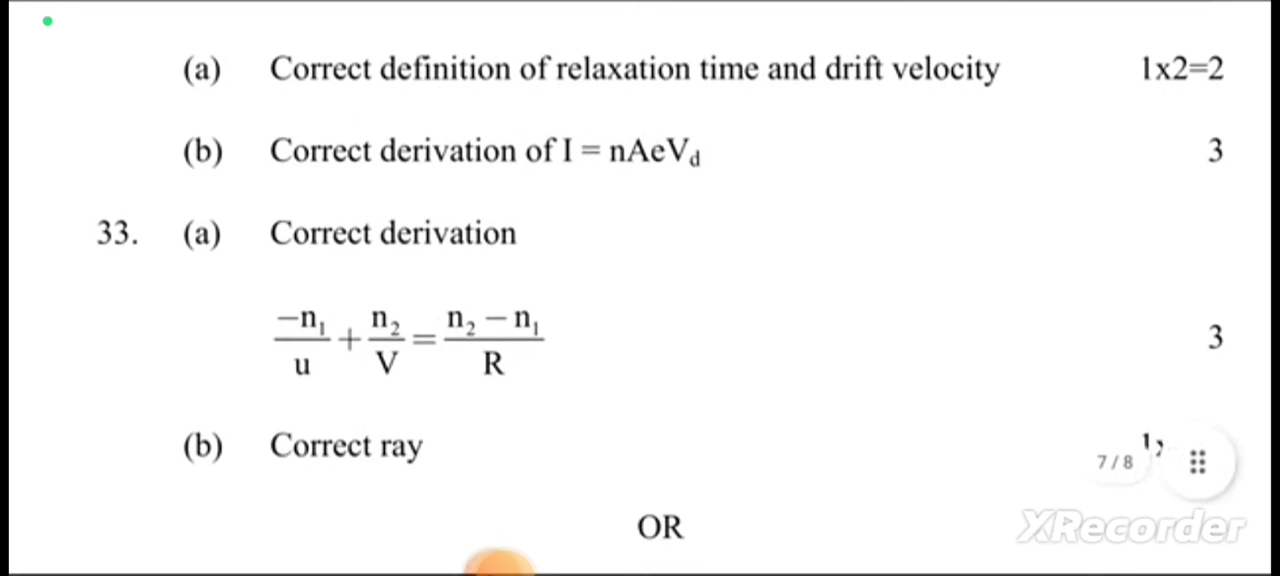 (a) Correct definition of relaxation time and drift velocity 1x2=2
(b) Correct derivation of I = nAeV_d 3
33. (a) Correct derivation
−n₁/u + n₂/V = n₂ − n₁/R 3
(b) Correct ray
7 / 8
OR
XRecorder